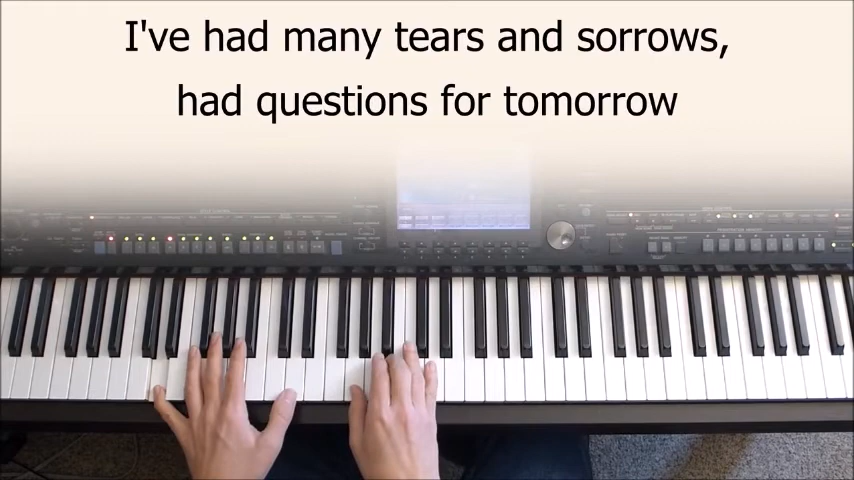 I've had many tears and sorrows,
had questions for tomorrow